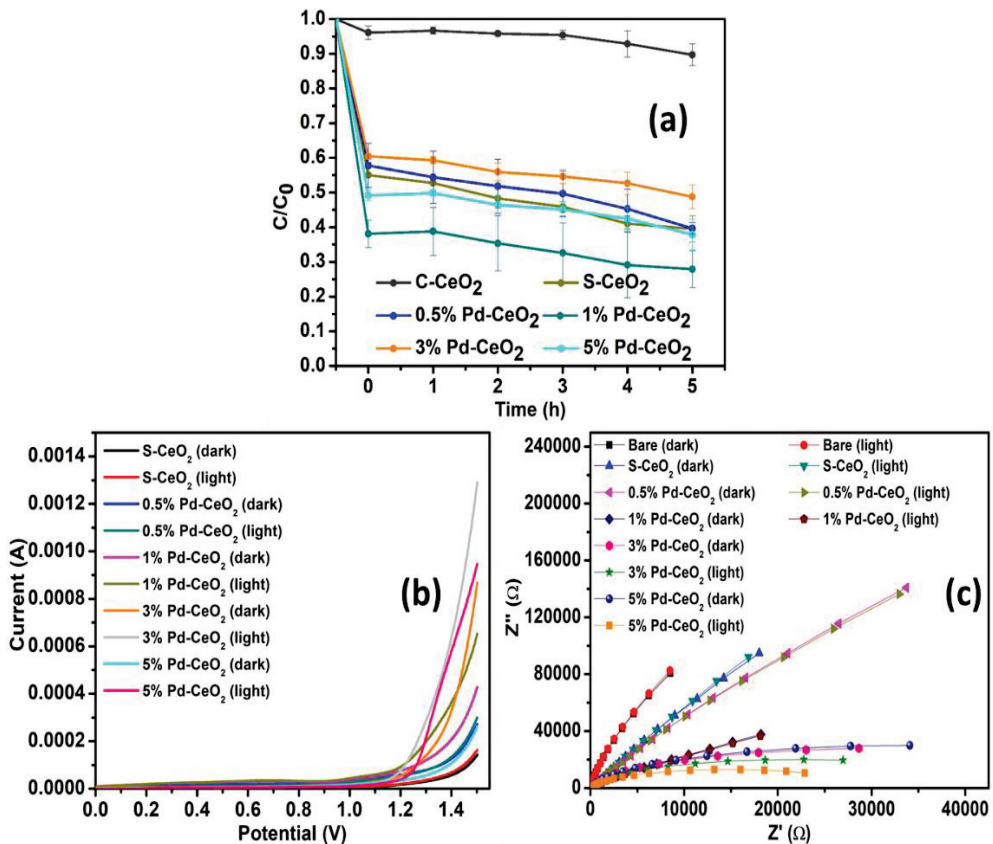 1.0
0.9
0.8
0.7
0.6
0.5
0.4
0.3
0.2
0.1
0.0
C/C₀
(a)
C-CeO₂ S-CeO₂
0.5% Pd-CeO₂ 1% Pd-CeO₂
3% Pd-CeO₂ 5% Pd-CeO₂
0 1 2 3 4 5
Time (h)
0.0014
0.0012
0.0010
0.0008
0.0006
0.0004
0.0002
0.0000
Current (A)
S-CeO₂ (dark)
S-CeO₂ (light)
0.5% Pd-CeO₂ (dark)
0.5% Pd-CeO₂ (light)
1% Pd-CeO₂ (dark)
1% Pd-CeO₂ (light)
3% Pd-CeO₂ (dark)
3% Pd-CeO₂ (light)
5% Pd-CeO₂ (dark)
5% Pd-CeO₂ (light)
(b)
0.0 0.2 0.4 0.6 0.8 1.0 1.2 1.4
Potential (V)
240000
200000
160000
120000
80000
40000
0
Z'' (Ω)
Bare (dark) Bare (light)
S-CeO₂ (dark) S-CeO₂ (light)
0.5% Pd-CeO₂ (dark) 0.5% Pd-CeO₂ (light)
1% Pd-CeO₂ (dark) 1% Pd-CeO₂ (light)
3% Pd-CeO₂ (dark)
3% Pd-CeO₂ (light)
5% Pd-CeO₂ (dark)
5% Pd-CeO₂ (light)
(c)
0 10000 20000 30000 40000
Z' (Ω)